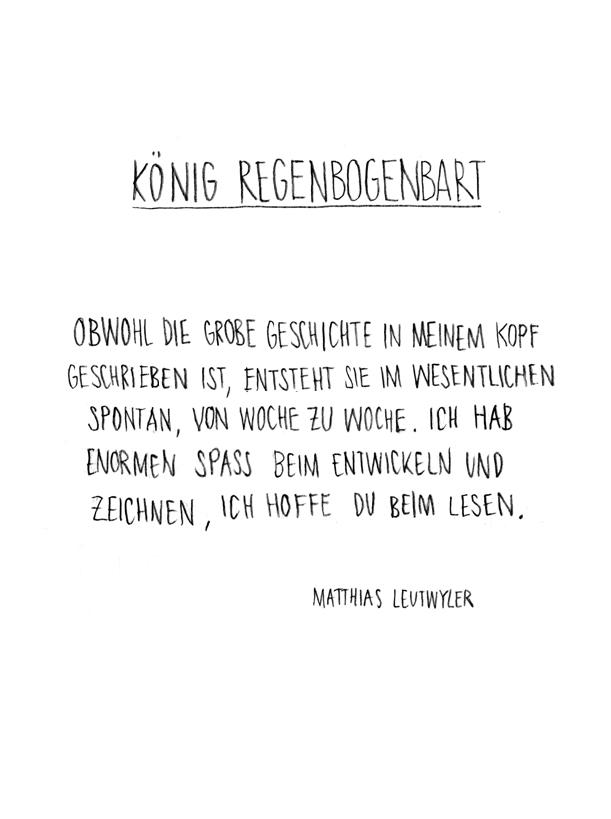 KÖNIG REGENBOGENBART
OBWOHL DIE GROBE GESCHICHTE IN MEINEM KOPF
GESCHRIEBEN IST, ENTSTEHT SIE IM WESENTLICHEN
SPONTAN, VON WOCHE ZU WOCHE. ICH HAB
ENORMEN SPASS BEIM ENTWICKELN UND
ZEICHNEN, ICH HOFFE DU BEIM LESEN.
MATTHIAS LEUTWYLER